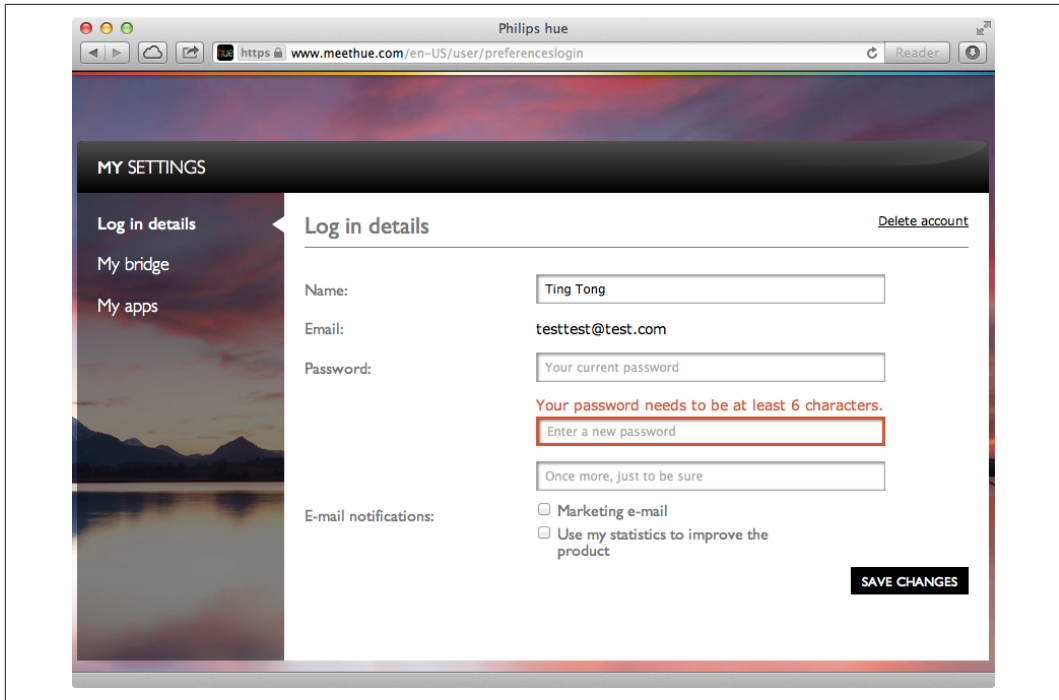 Philips hue
hue https www.meethue.com/en-US/user/preferenceslogin Reader
MY SETTINGS
Log in details
My bridge
My apps
Log in details
Delete account
Name: Ting Tong
Email: testtest@test.com
Password: Your current password
Your password needs to be at least 6 characters.
Enter a new password
Once more, just to be sure
E-mail notifications: Marketing e-mail
Use my statistics to improve the
product
SAVE CHANGES